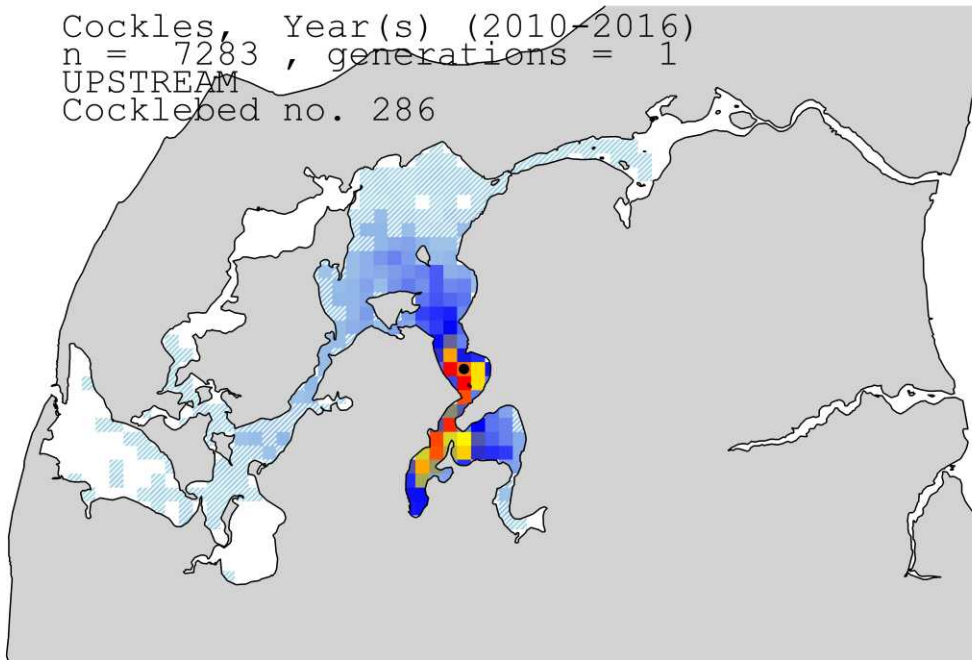 Cockles,  Year(s) (2010-2016)
n =  7283 , generations =  1
UPSTREAM
Cocklebed no. 286